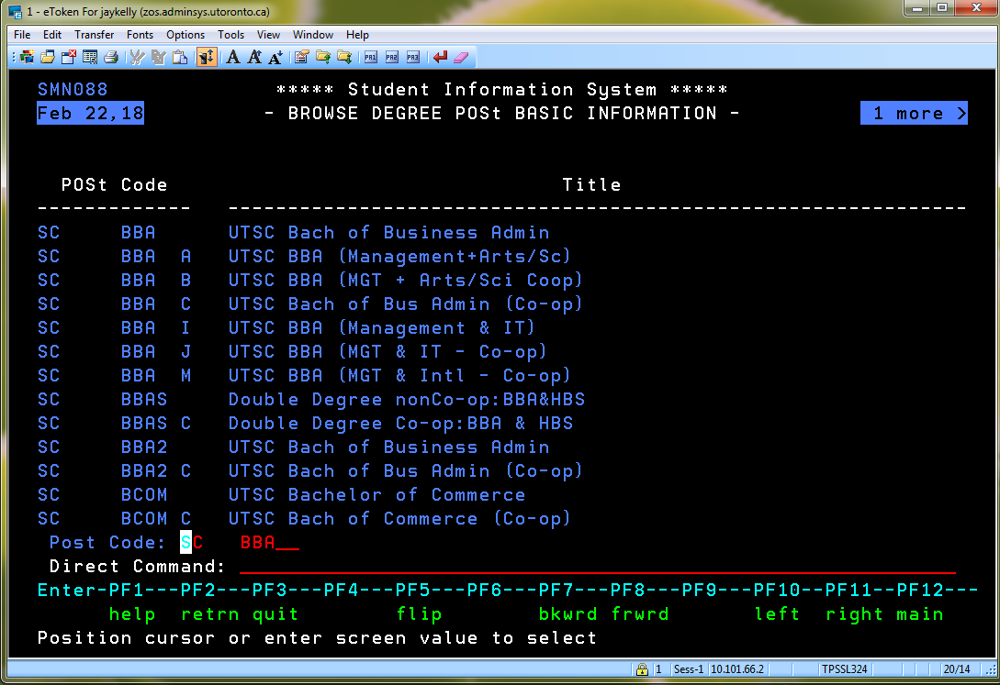 1 - eToken For jaykelly (zos.adminsys.utoronto.ca)
File Edit Transfer Fonts Options Tools View Window Help
A A A PA1 PA2 PA3
SMN088 ***** Student Information System *****
Feb 22,18 - BROWSE DEGREE POSt BASIC INFORMATION - 1 more >
POSt Code Title
------------- --------------------------------------------------------------
SC BBA UTSC Bach of Business Admin
SC BBA A UTSC BBA (Management+Arts/Sc)
SC BBA B UTSC BBA (MGT + Arts/Sci Coop)
SC BBA C UTSC Bach of Bus Admin (Co-op)
SC BBA I UTSC BBA (Management & IT)
SC BBA J UTSC BBA (MGT & IT - Co-op)
SC BBA M UTSC BBA (MGT & Intl - Co-op)
SC BBAS Double Degree nonCo-op:BBA&HBS
SC BBAS C Double Degree Co-op:BBA & HBS
SC BBA2 UTSC Bach of Business Admin
SC BBA2 C UTSC Bach of Bus Admin (Co-op)
SC BCOM UTSC Bachelor of Commerce
SC BCOM C UTSC Bach of Commerce (Co-op)
Post Code: SC BBA__
Direct Command: ____________________________________________________________
Enter-PF1---PF2---PF3---PF4---PF5---PF6---PF7---PF8---PF9---PF10--PF11--PF12---
help retrn quit flip bkwrd frwrd left right main
Position cursor or enter screen value to select
1 Sess-1 10.101.66.2 TPSSL324 20/14